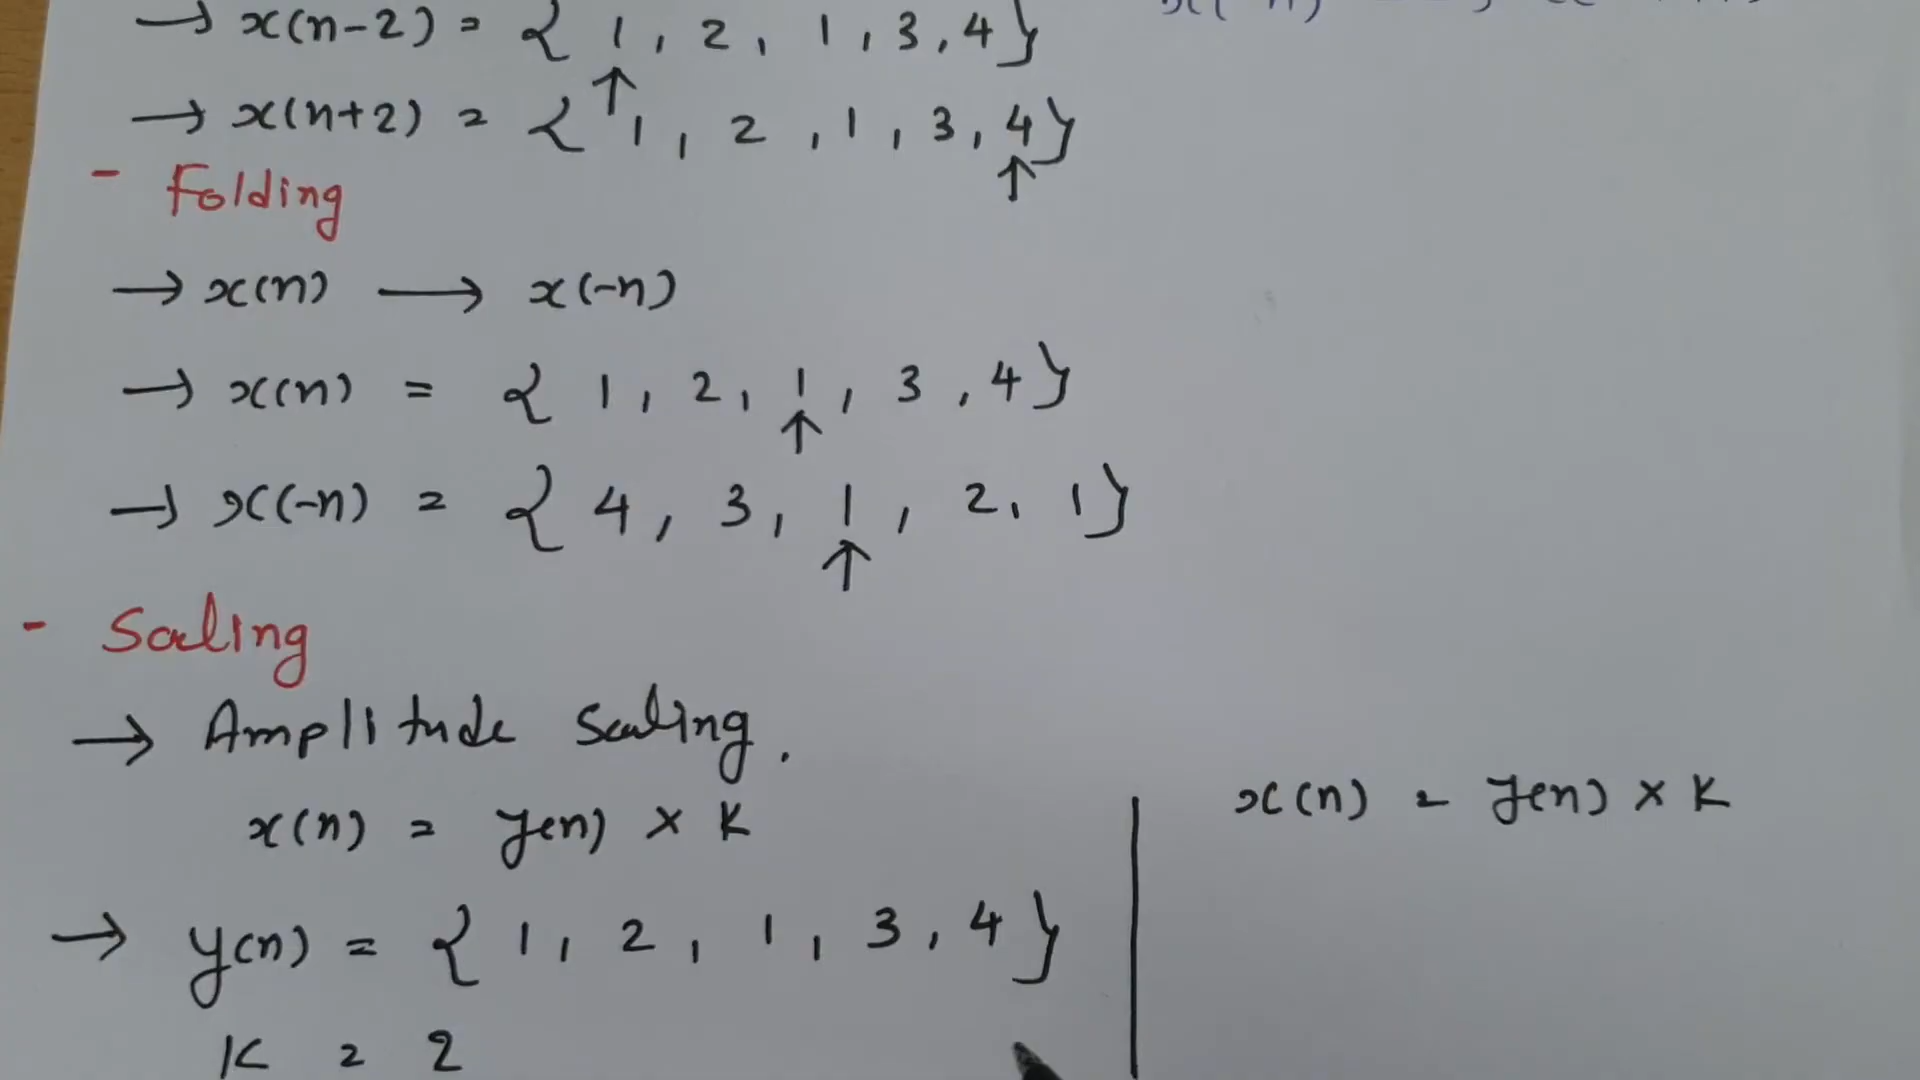 → x(n-2) = { 1, 2, 1, 3, 4 }
↑
→ x(n+2) = { 1, 2, 1, 3, 4 }
↑
- Folding
→ x(n) → x(-n)
→ x(n) = { 1, 2, 1, 3, 4 }
↑
→ x(-n) = { 4, 3, 1, 2, 1 }
↑
- Scaling
→ Amplitude Scaling.
x(n) = y(n) × K
→ y(n) = { 1, 2, 1, 3, 4 }
K = 2
x(n) = y(n) × K